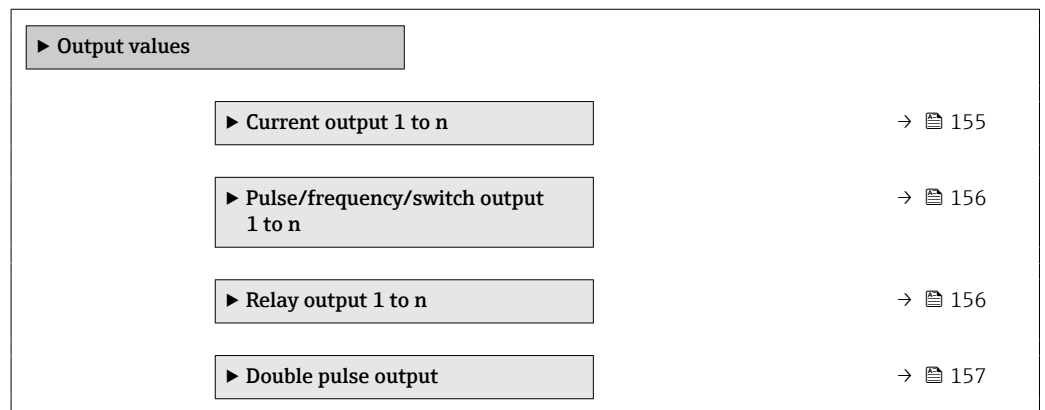 ▶ Output values
▶ Current output 1 to n → 155
▶ Pulse/frequency/switch output
1 to n → 156
▶ Relay output 1 to n → 156
▶ Double pulse output → 157